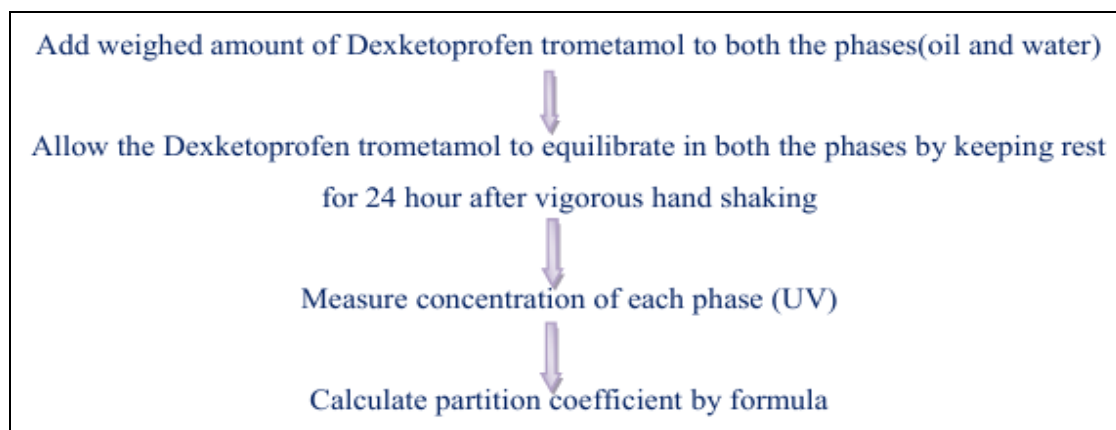 Add weighed amount of Dexketoprofen trometamol to both the phases(oil and water)
Allow the Dexketoprofen trometamol to equilibrate in both the phases by keeping rest
for 24 hour after vigorous hand shaking
Measure concentration of each phase (UV)
Calculate partition coefficient by formula